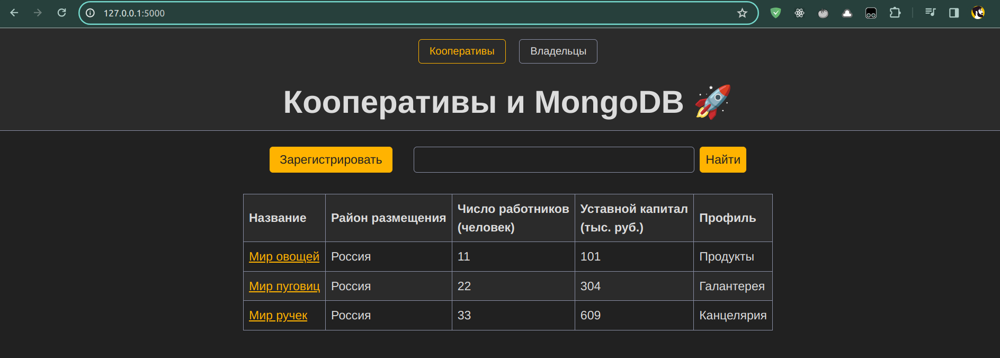 127.0.0.1:5000
Кооперативы Владельцы
Кооперативы и MongoDB 🚀
Зарегистрировать Найти
Название Район размещения Число работников (человек) Уставной капитал (тыс. руб.) Профиль
Мир овощей Россия 11 101 Продукты
Мир пуговиц Россия 22 304 Галантерея
Мир ручек Россия 33 609 Канцелярия